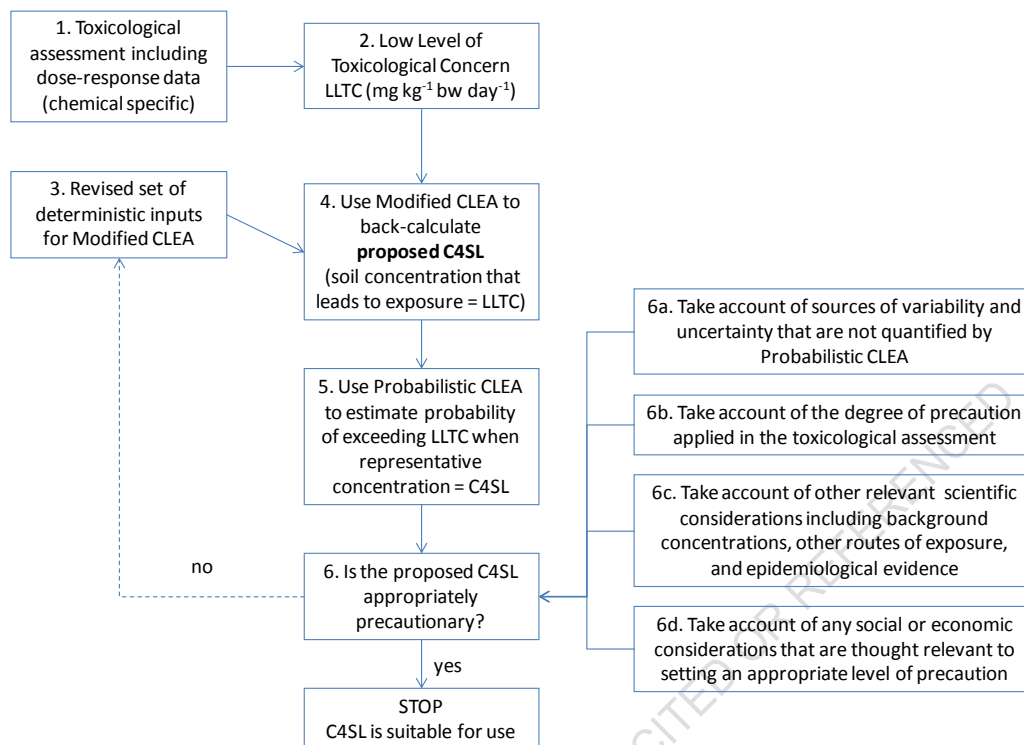 1. Toxicological
assessment including
dose-response data
(chemical specific)
2. Low Level of
Toxicological Concern
LLTC (mg kg⁻¹ bw day⁻¹)
3. Revised set of
deterministic inputs
for Modified CLEA
4. Use Modified CLEA to
back-calculate
proposed C4SL
(soil concentration that
leads to exposure = LLTC)
5. Use Probabilistic CLEA
to estimate probability
of exceeding LLTC when
representative
concentration = C4SL
6. Is the proposed C4SL
appropriately
precautionary?
no
yes
STOP
C4SL is suitable for use
6a. Take account of sources of variability and
uncertainty that are not quantified by
Probabilistic CLEA
6b. Take account of the degree of precaution
applied in the toxicological assessment
6c. Take account of other relevant scientific
considerations including background
concentrations, other routes of exposure,
and epidemiological evidence
6d. Take account of any social or economic
considerations that are thought relevant to
setting an appropriate level of precaution
CITED OR REFERENCED